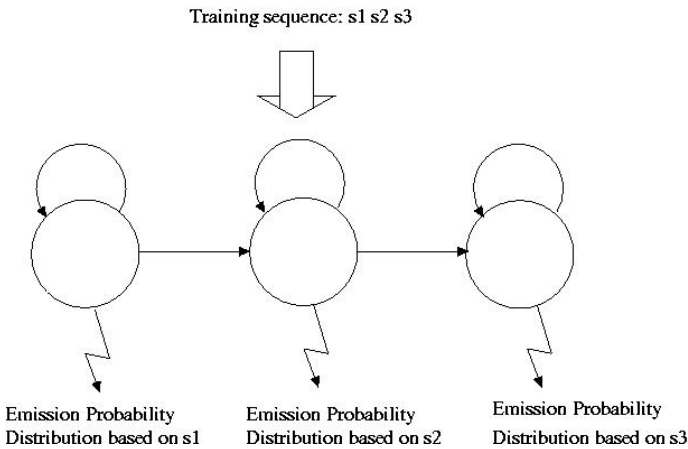 Training sequence: s1 s2 s3
Emission Probability
Distribution based on s1
Emission Probability
Distribution based on s2
Emission Probability
Distribution based on s3